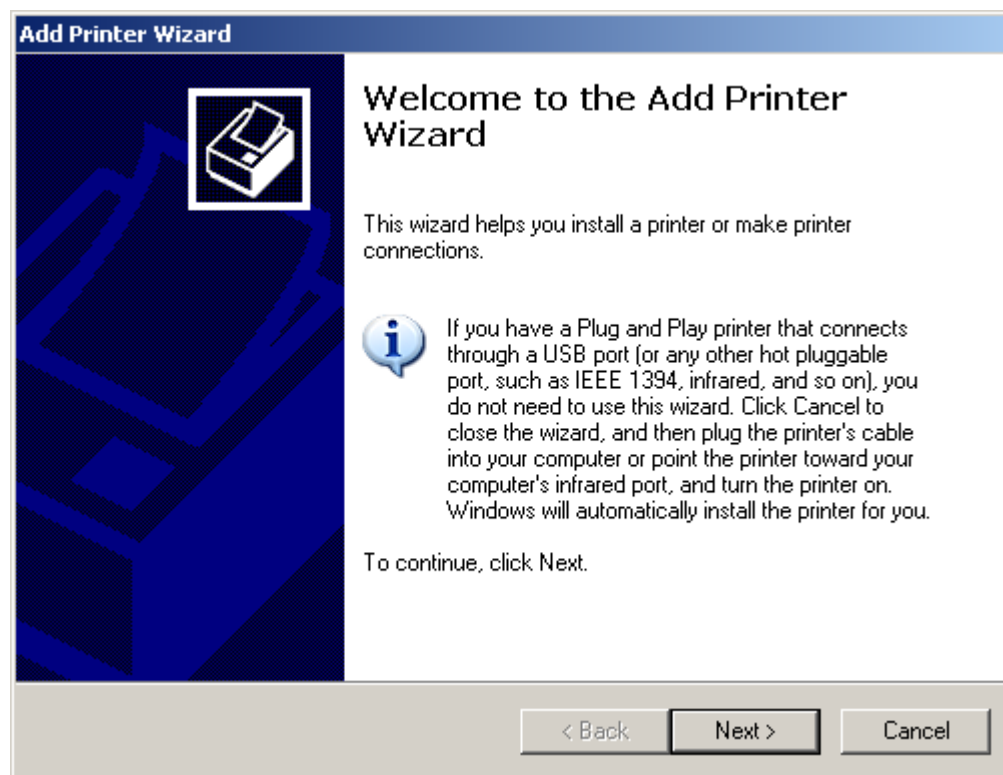 Add Printer Wizard
Welcome to the Add Printer
Wizard
This wizard helps you install a printer or make printer
connections.
If you have a Plug and Play printer that connects
through a USB port (or any other hot pluggable
port, such as IEEE 1394, infrared, and so on), you
do not need to use this wizard. Click Cancel to
close the wizard, and then plug the printer's cable
into your computer or point the printer toward your
computer's infrared port, and turn the printer on.
Windows will automatically install the printer for you.
To continue, click Next.
< Back Next > Cancel